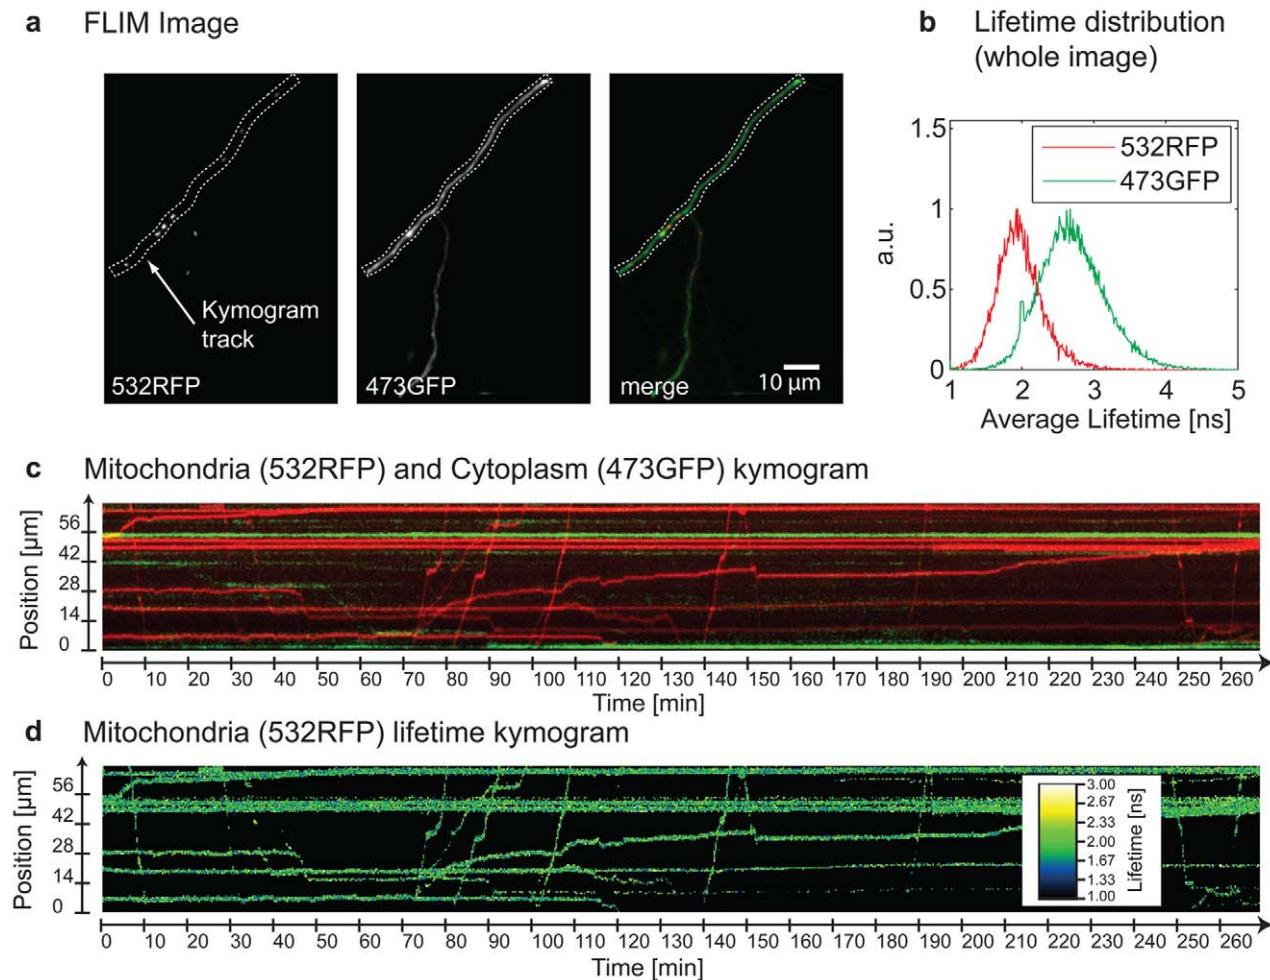 a FLIM Image
b Lifetime distribution
(whole image)
Kymogram
track
532RFP
473GFP
merge
10 µm
1.5
1
0.5
0
a.u.
532RFP
473GFP
1 2 3 4 5
Average Lifetime [ns]
c Mitochondria (532RFP) and Cytoplasm (473GFP) kymogram
Position [µm]
56
42
28
14
0
0 10 20 30 40 50 60 70 80 90 100 110 120 130 140 150 160 170 180 190 200 210 220 230 240 250 260
Time [min]
d Mitochondria (532RFP) lifetime kymogram
Position [µm]
56
42
28
14
0
3.00
2.67
2.33
2.00
1.67
1.33
1.00
Lifetime [ns]
0 10 20 30 40 50 60 70 80 90 100 110 120 130 140 150 160 170 180 190 200 210 220 230 240 250 260
Time [min]